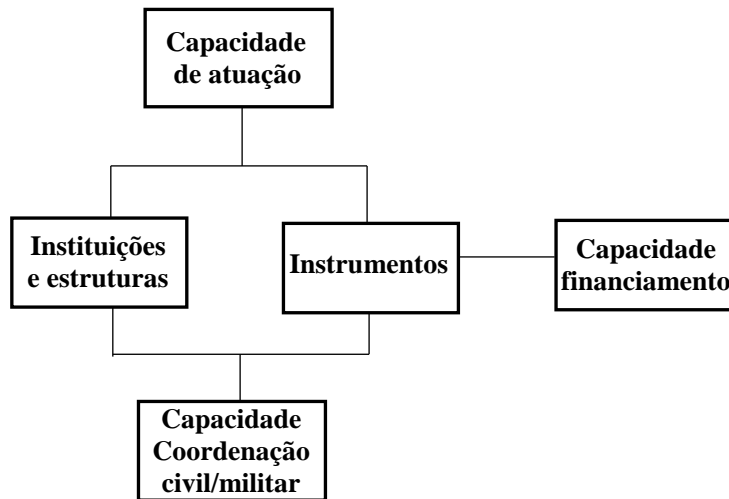 Capacidade
de atuação
Instituições
e estruturas
Instrumentos
Capacidade
financiamento
Capacidade
Coordenação
civil/militar